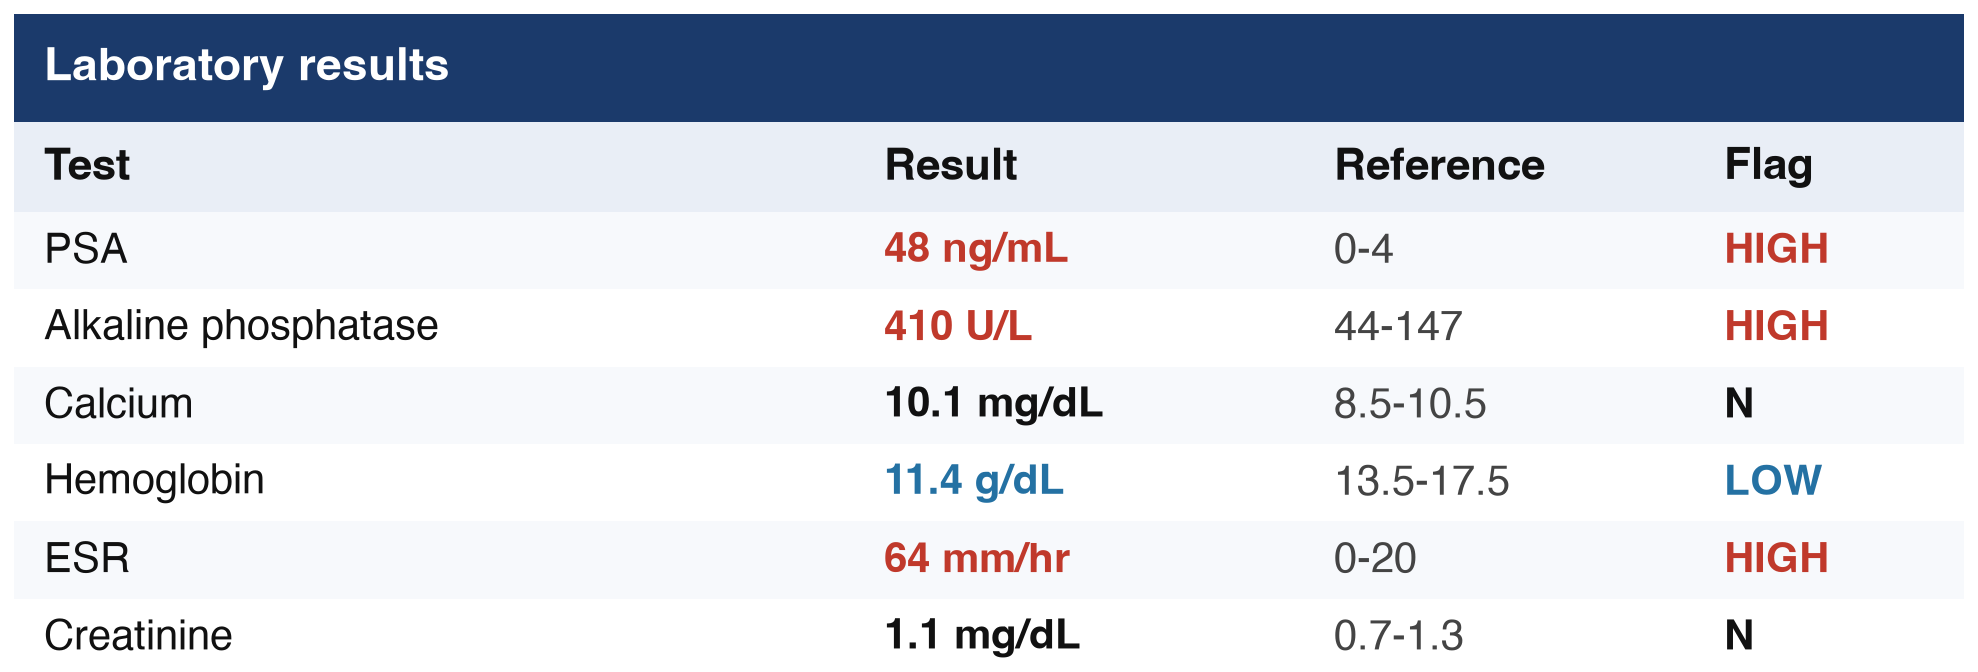 Laboratory results
Test Result Reference Flag
PSA 48 ng/mL 0-4 HIGH
Alkaline phosphatase 410 U/L 44-147 HIGH
Calcium 10.1 mg/dL 8.5-10.5 N
Hemoglobin 11.4 g/dL 13.5-17.5 LOW
ESR 64 mm/hr 0-20 HIGH
Creatinine 1.1 mg/dL 0.7-1.3 N